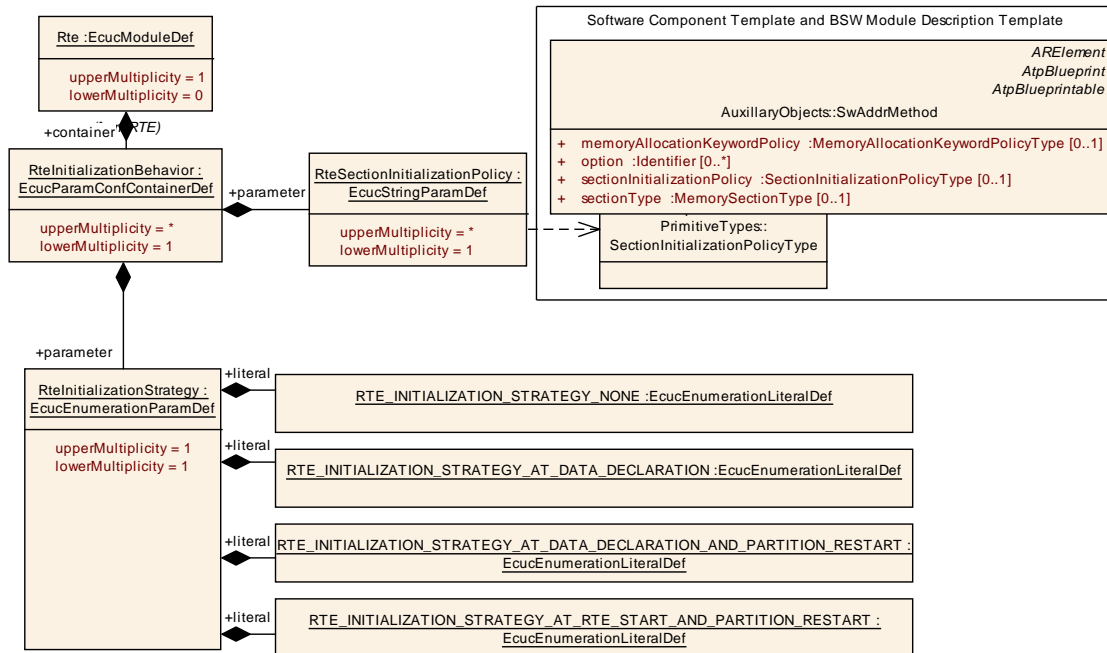 Software Component Template and BSW Module Description Template
Rte :EcucModuleDef
upperMultiplicity = 1
lowerMultiplicity = 0
ARElement
AtpBlueprint
AtpBlueprintable
AuxillaryObjects::SwAddrMethod
+ memoryAllocationKeywordPolicy :MemoryAllocationKeywordPolicyType [0..1]
+ option :Identifier [0..*]
+ sectionInitializationPolicy :SectionInitializationPolicyType [0..1]
+ sectionType :MemorySectionType [0..1]
+container
RTE)
RteInitializationBehavior :
EcucParamConfContainerDef
upperMultiplicity = *
lowerMultiplicity = 1
+parameter
RteSectionInitializationPolicy :
EcucStringParamDef
upperMultiplicity = *
lowerMultiplicity = 1
PrimitiveTypes::
SectionInitializationPolicyType
+parameter
RteInitializationStrategy :
EcucEnumerationParamDef
upperMultiplicity = 1
lowerMultiplicity = 1
+literal
RTE_INITIALIZATION_STRATEGY_NONE :EcucEnumerationLiteralDef
+literal
RTE_INITIALIZATION_STRATEGY_AT_DATA_DECLARATION :EcucEnumerationLiteralDef
+literal
RTE_INITIALIZATION_STRATEGY_AT_DATA_DECLARATION_AND_PARTITION_RESTART :
EcucEnumerationLiteralDef
+literal
RTE_INITIALIZATION_STRATEGY_AT_RTE_START_AND_PARTITION_RESTART :
EcucEnumerationLiteralDef